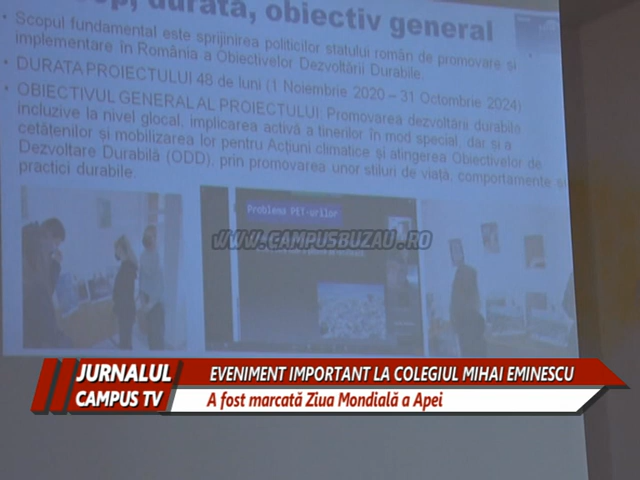 op, durată, obiectiv general
• Scopul fundamental este sprijinirea politicilor statului român de promovare și
implementare în România a Obiectivelor Dezvoltării Durabile.
• DURATA PROIECTULUI 48 de luni (1 Noiembrie 2020 – 31 Octombrie 2024)
• OBIECTIVUL GENERAL AL PROIECTULUI: Promovarea dezvoltării durabile
incluzive la nivel glocal, implicarea activă a tinerilor în mod special, dar și a
cetățenilor și mobilizarea lor pentru Acțiuni climatice și atingerea Obiectivelor de
Dezvoltare Durabilă (ODD), prin promovarea unor stiluri de viață, comportamente și
practici durabile.
Problema PET-urilor
WWW.CAMPUSBUZAU.RO
JURNALUL
CAMPUS TV
EVENIMENT IMPORTANT LA COLEGIUL MIHAI EMINESCU
A fost marcată Ziua Mondială a Apei